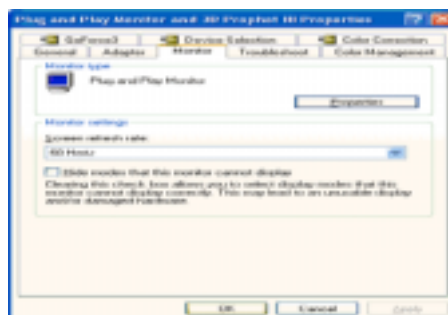 Plug and Play Monitor and 3D Prophet III Properties
GeForce3 Device Selection Color Correction
General Adapter Monitor Troubleshoot Color Management
Monitor type
Plug and Play Monitor
Properties
Monitor settings
Screen refresh rate:
60 Hertz
Hide modes that this monitor cannot display
Clearing this check box allows you to select display modes that this
monitor cannot display correctly. This may lead to an unusable display
and/or damaged hardware.
OK Cancel Apply